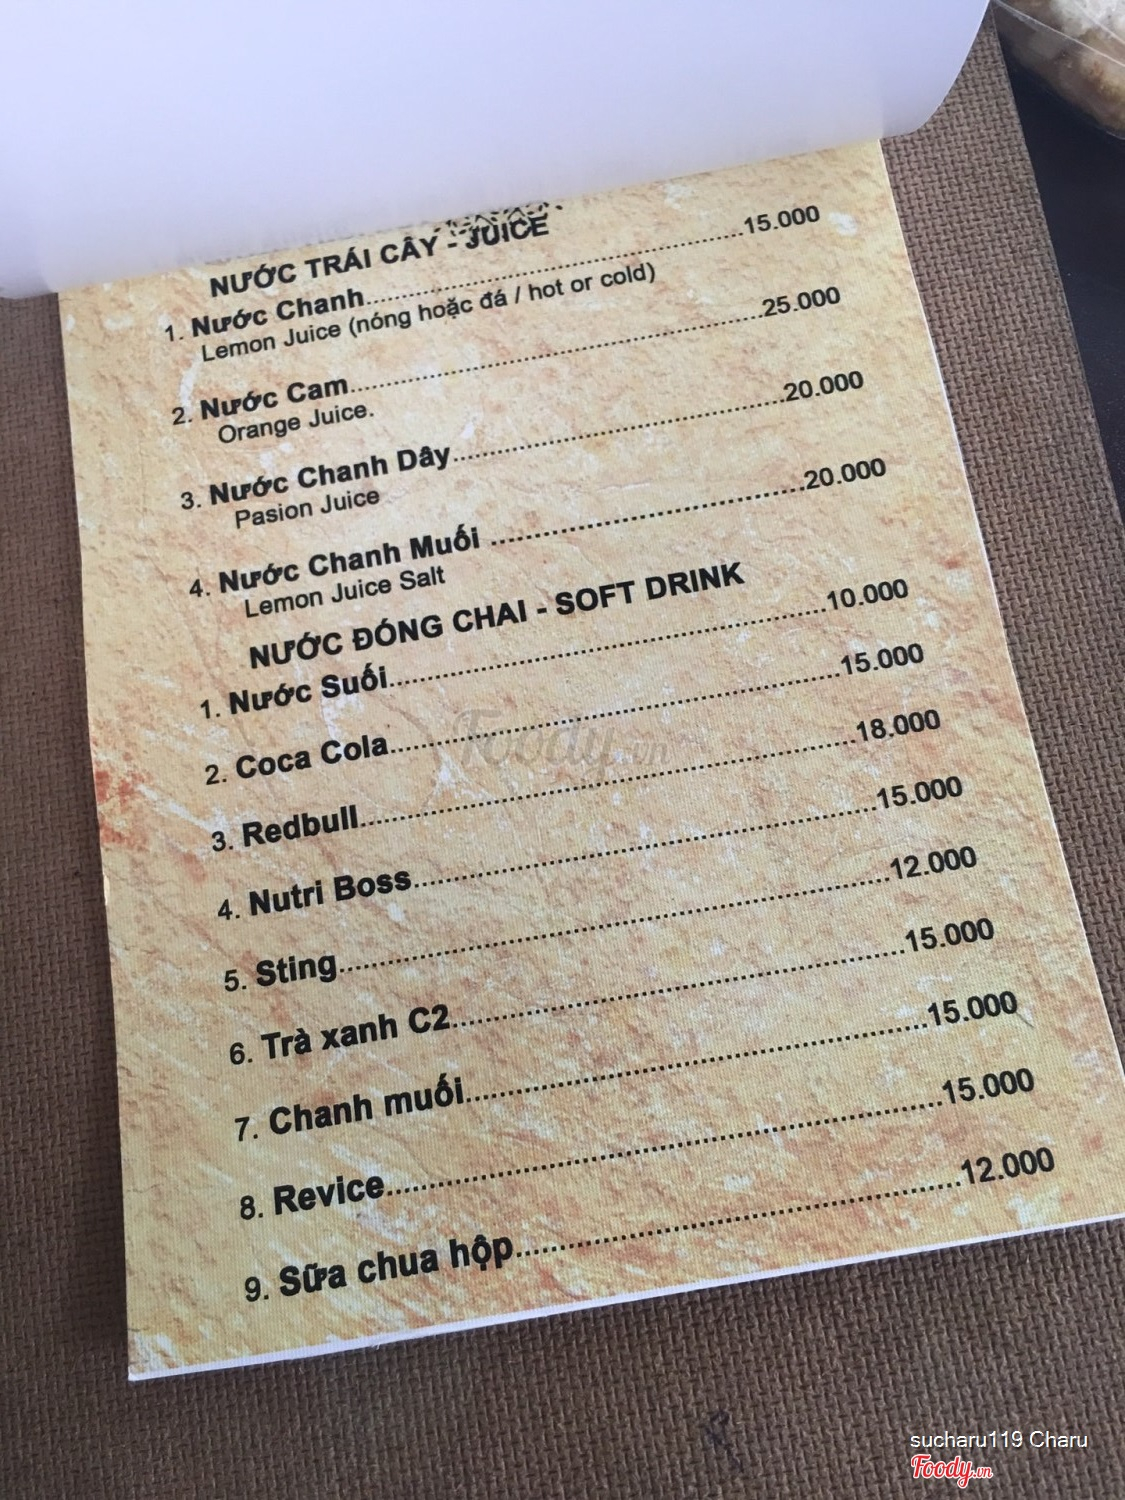 NƯỚC TRÁI CÂY - JUICE
1. Nước Chanh....................15.000
Lemon Juice (nóng hoặc đá / hot or cold)
2. Nước Cam....................25.000
Orange Juice.
3. Nước Chanh Dây....................20.000
Pasion Juice
4. Nước Chanh Muối ....................20.000
Lemon Juice Salt
NƯỚC ĐÓNG CHAI - SOFT DRINK
1. Nước Suối....................10.000
2. Coca Cola....................15.000
3. Redbull....................18.000
4. Nutri Boss....................15.000
5. Sting....................12.000
6. Trà xanh C2....................15.000
7. Chanh muối....................15.000
8. Revice....................15.000
9. Sữa chua hộp....................12.000
Foody.vn
sucharu119 Charu
Foody.vn